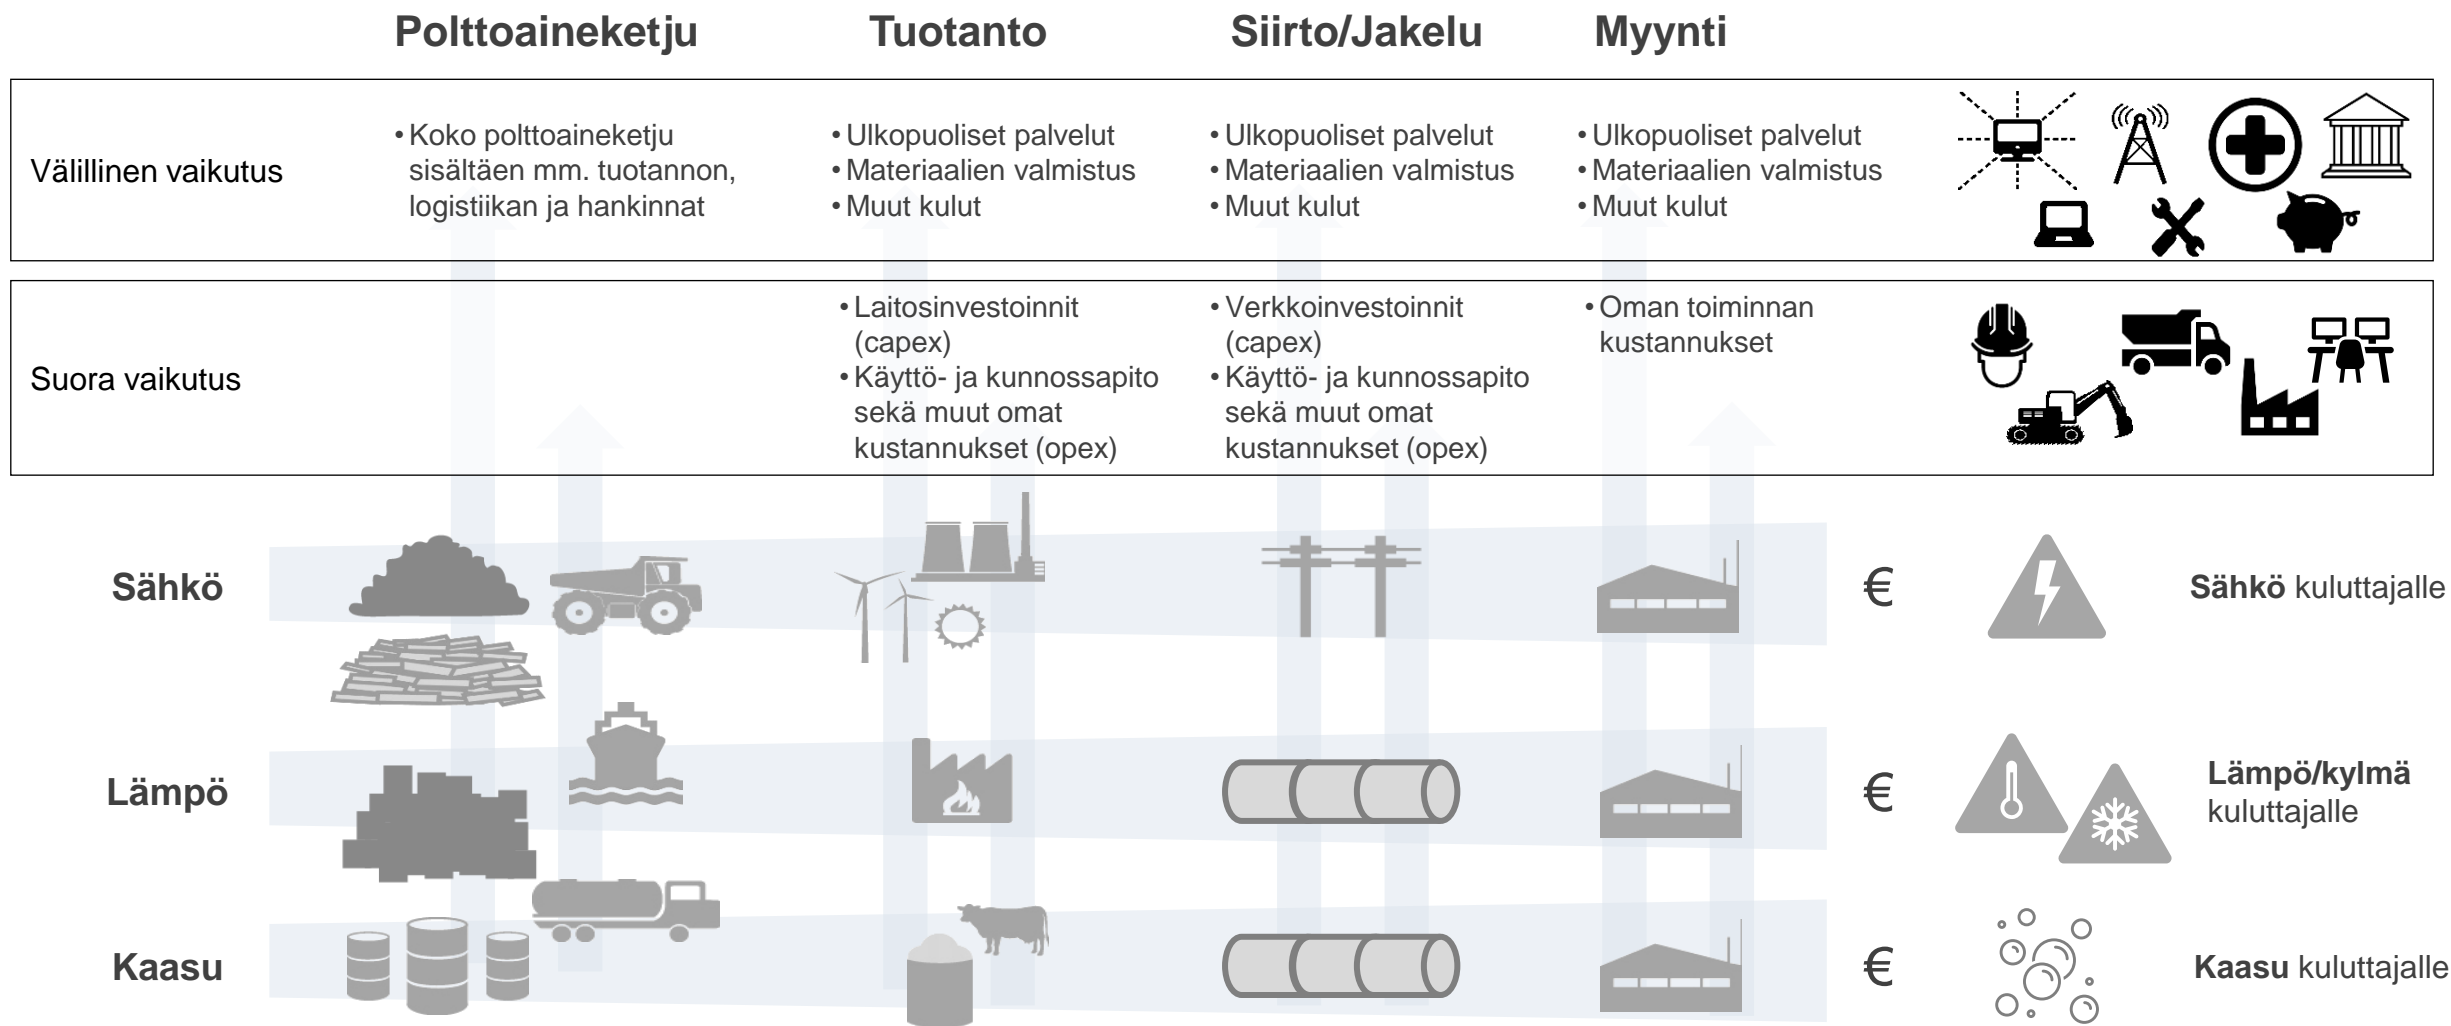 Polttoaineketju Tuotanto Siirto/Jakelu Myynti
Välillinen vaikutus
• Koko polttoaineketju
sisältäen mm. tuotannon,
logistiikan ja hankinnat
• Ulkopuoliset palvelut
• Materiaalien valmistus
• Muut kulut
• Ulkopuoliset palvelut
• Materiaalien valmistus
• Muut kulut
• Ulkopuoliset palvelut
• Materiaalien valmistus
• Muut kulut
Suora vaikutus
• Laitosinvestoinnit
(capex)
• Käyttö- ja kunnossapito
sekä muut omat
kustannukset (opex)
• Verkkoinvestoinnit
(capex)
• Käyttö- ja kunnossapito
sekä muut omat
kustannukset (opex)
• Oman toiminnan
kustannukset
Sähkö
€
Sähkö kuluttajalle
Lämpö
€
Lämpö/kylmä
kuluttajalle
Kaasu
€
Kaasu kuluttajalle